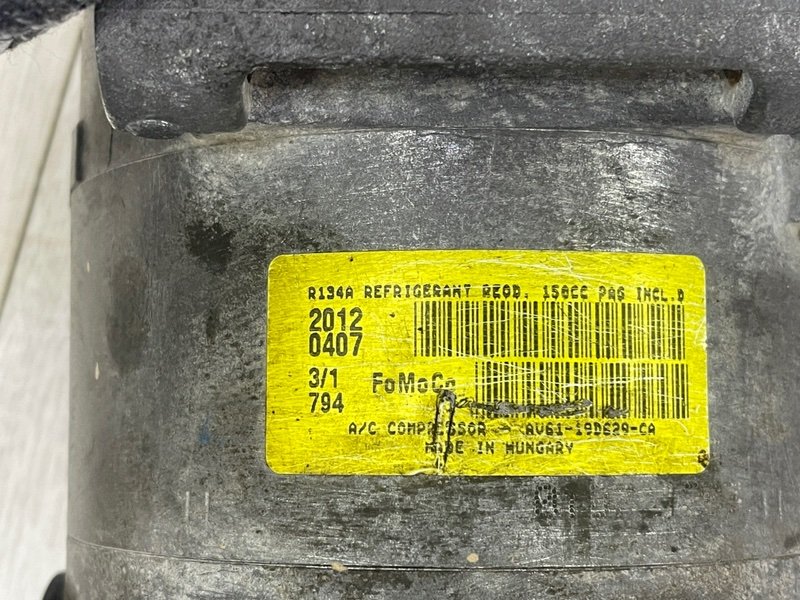 R134A REFRIGERANT REQD. 150CC PAG INCL.D
2012
0407
3/1
794
FoMoCo
A/C COMPRESSOR - AV61-19D629-CA
MADE IN HUNGARY